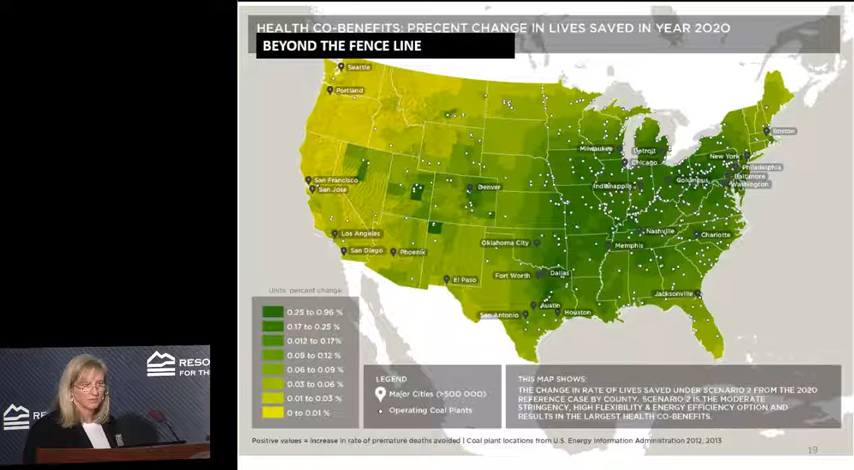 HEALTH CO-BENEFITS: PRECENT CHANGE IN LIVES SAVED IN YEAR 2020
BEYOND THE FENCE LINE
Seattle
Portland
Boston
Milwaukee
Detroit
Chicago
New York
Philadelphia
Baltimore
Washington
Columbus
Indianapolis
San Francisco
San Jose
Denver
Nashville
Los Angeles
San Diego
Phoenix
Oklahoma City
Memphis
Charlotte
El Paso
Fort Worth
Dallas
Jacksonville
Austin
San Antonio
Houston
Units: percent change
0.25 to 0.96 %
0.17 to 0.25 %
0.012 to 0.17%
0.09 to 0.12 %
0.06 to 0.09 %
0.03 to 0.06 %
0.01 to 0.03 %
0 to 0.01 %
LEGEND
Major Cities (>500 000)
Operating Coal Plants
THIS MAP SHOWS:
THE CHANGE IN RATE OF LIVES SAVED UNDER SCENARIO 2 FROM THE 2020
REFERENCE CASE BY COUNTY. SCENARIO 2 IS THE MODERATE
STRINGENCY, HIGH FLEXIBILITY & ENERGY EFFICIENCY OPTION AND
RESULTS IN THE LARGEST HEALTH CO-BENEFITS.
Positive values = increase in rate of premature deaths avoided | Coal plant locations from U.S. Energy Information Administration 2012, 2013
19
RESO
FOR TH